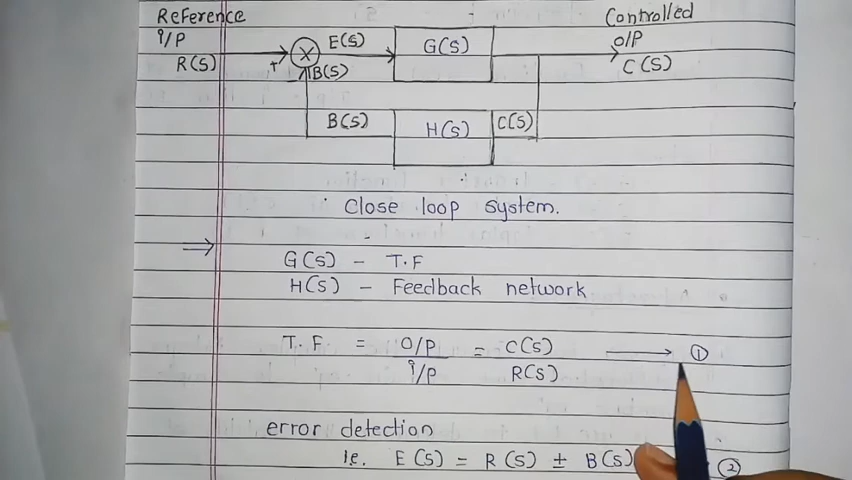 Reference Controlled
i/p E(S) G(S) O/P
R(S) + B(S) C(S)
B(S) H(S) C(S)
Close loop system.
G(S) - T.F
H(S) - Feedback network
T.F = O/P = C(S) ①
i/p R(S)
error detection
ie. E(S) = R(S) ± B(S) ②